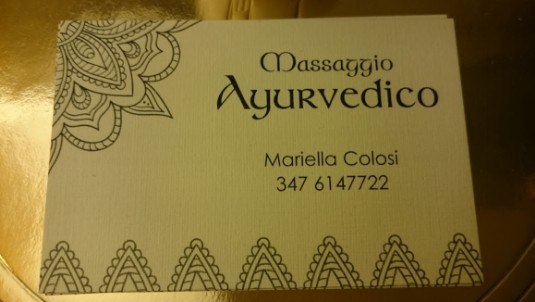 Massaggio
Ayurvedico
Mariella Colosi
347 6147722